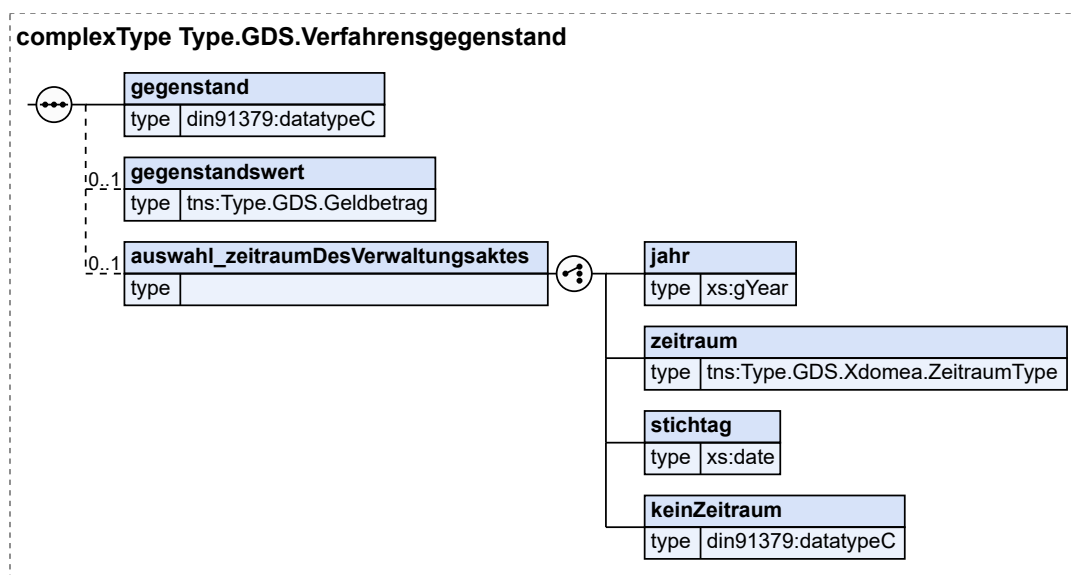 complexType Type.GDS.Verfahrensgegenstand
gegenstand
type din91379:datatypeC
0..1 gegenstandswert
type tns:Type.GDS.Geldbetrag
0..1 auswahl_zeitraumDesVerwaltungsaktes
type
jahr
type xs:gYear
zeitraum
type tns:Type.GDS.Xdomea.ZeitraumType
stichtag
type xs:date
keinZeitraum
type din91379:datatypeC